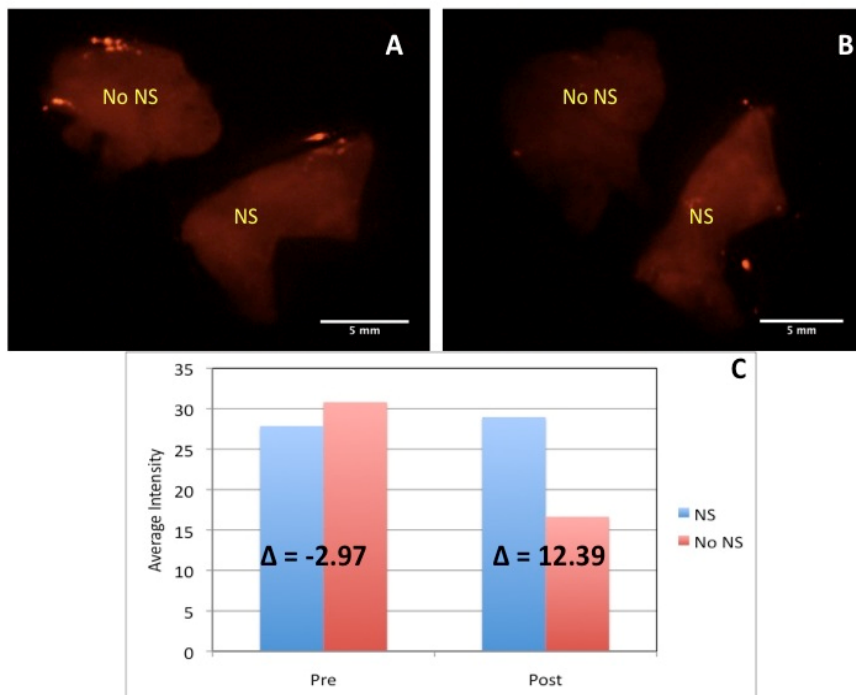 A
No NS
NS
5 mm
B
No NS
NS
5 mm
C
35
30
25
20
15
10
5
0
Average Intensity
Δ = -2.97
Δ = 12.39
Pre
Post
NS
No NS